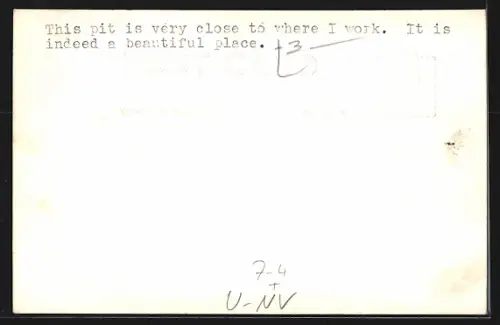 This pit is very close to where I work.  It is
indeed a beautiful place.
3
7-4
+
U-NV